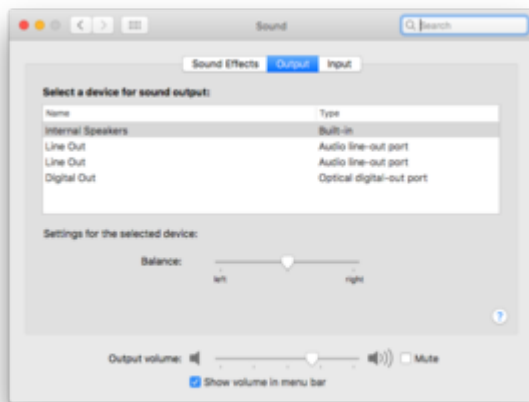 Sound
Search
Sound Effects Output Input
Select a device for sound output:
Name Type
Internal Speakers Built-in
Line Out Audio line-out port
Line Out Audio line-out port
Digital Out Optical digital-out port
Settings for the selected device:
Balance:
left right
?
Output volume: Mute
Show volume in menu bar